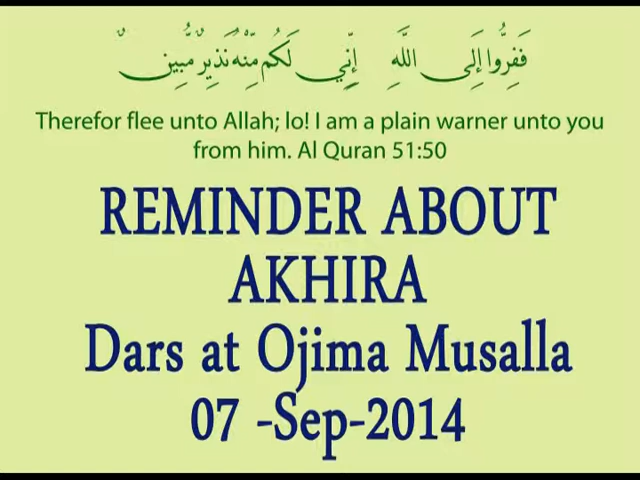 فَفِرُّوا إِلَى اللَّهِ إِنِّي لَكُم مِّنْهُ نَذِيرٌ مُّبِينٌ
Therefor flee unto Allah; lo! I am a plain warner unto you
from him. Al Quran 51:50
REMINDER ABOUT
AKHIRA
Dars at Ojima Musalla
07 -Sep-2014